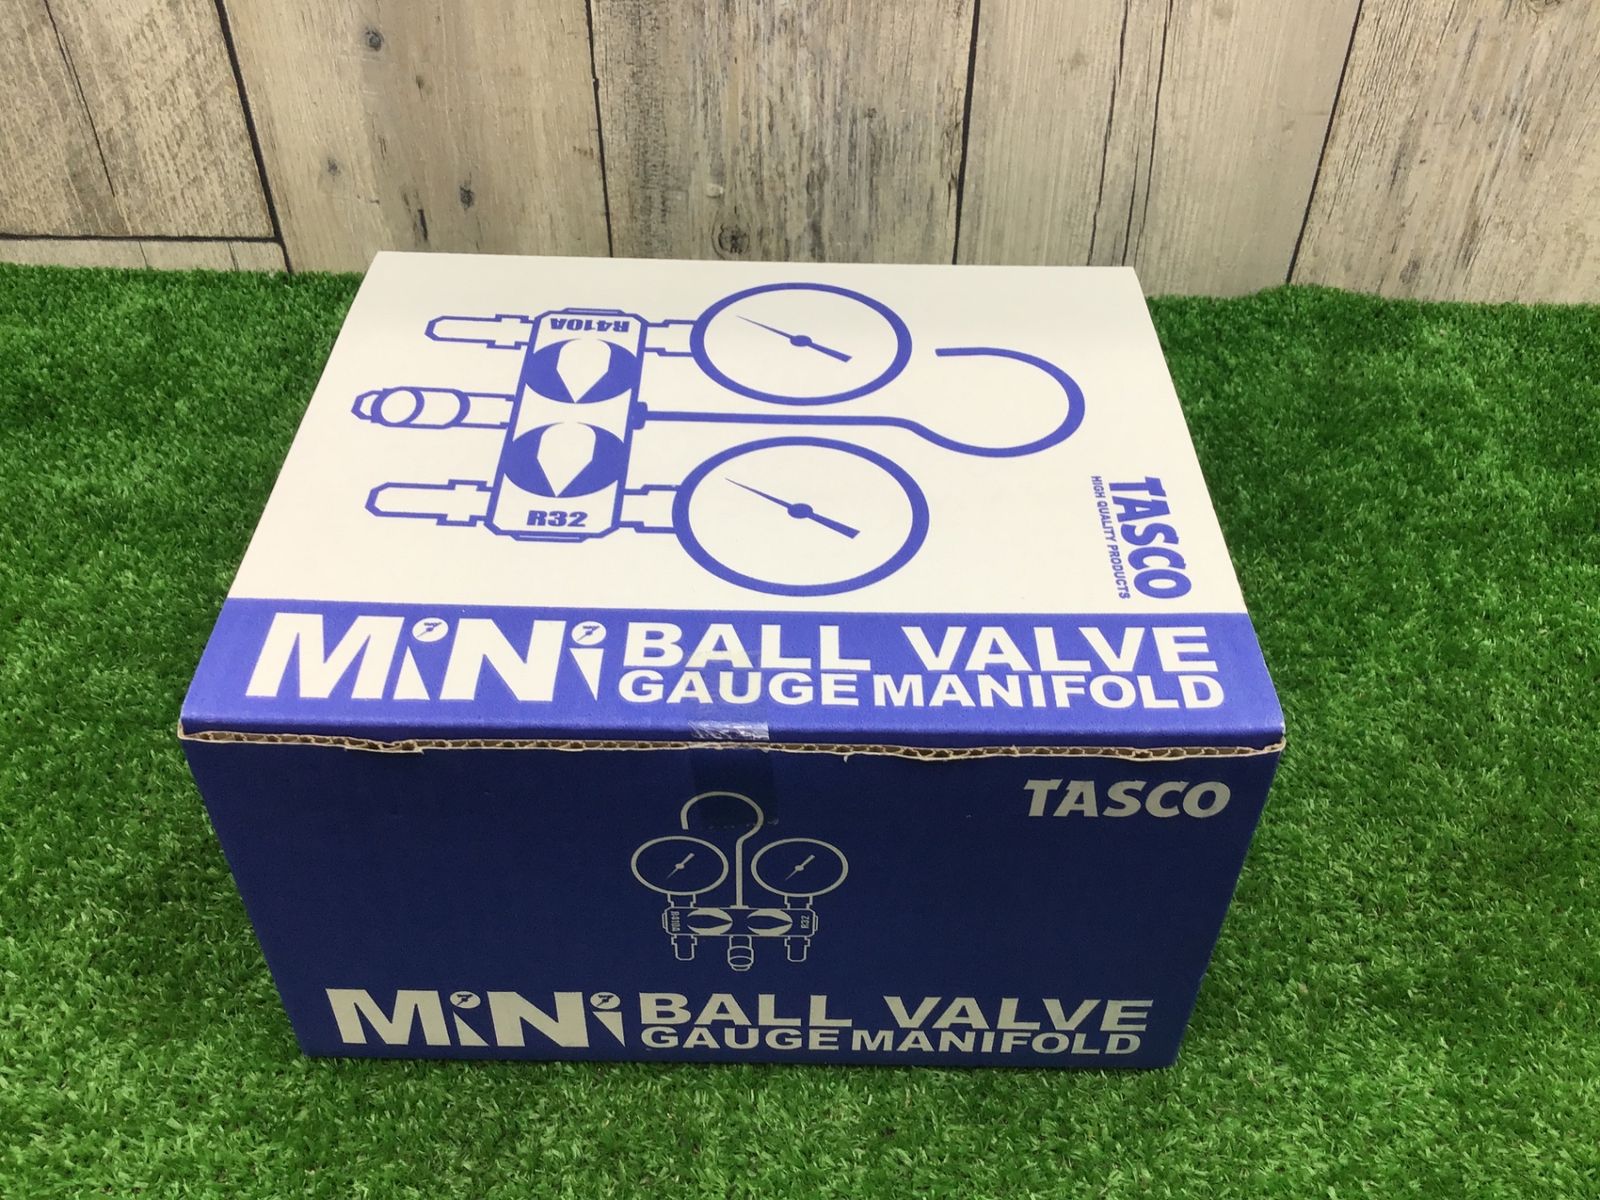 R410A
R32
TASCO
HIGH QUALITY PRODUCTS
MiNi BALL VALVE
GAUGE MANIFOLD
TASCO
R410A
R32
MiNi BALL VALVE
GAUGE MANIFOLD